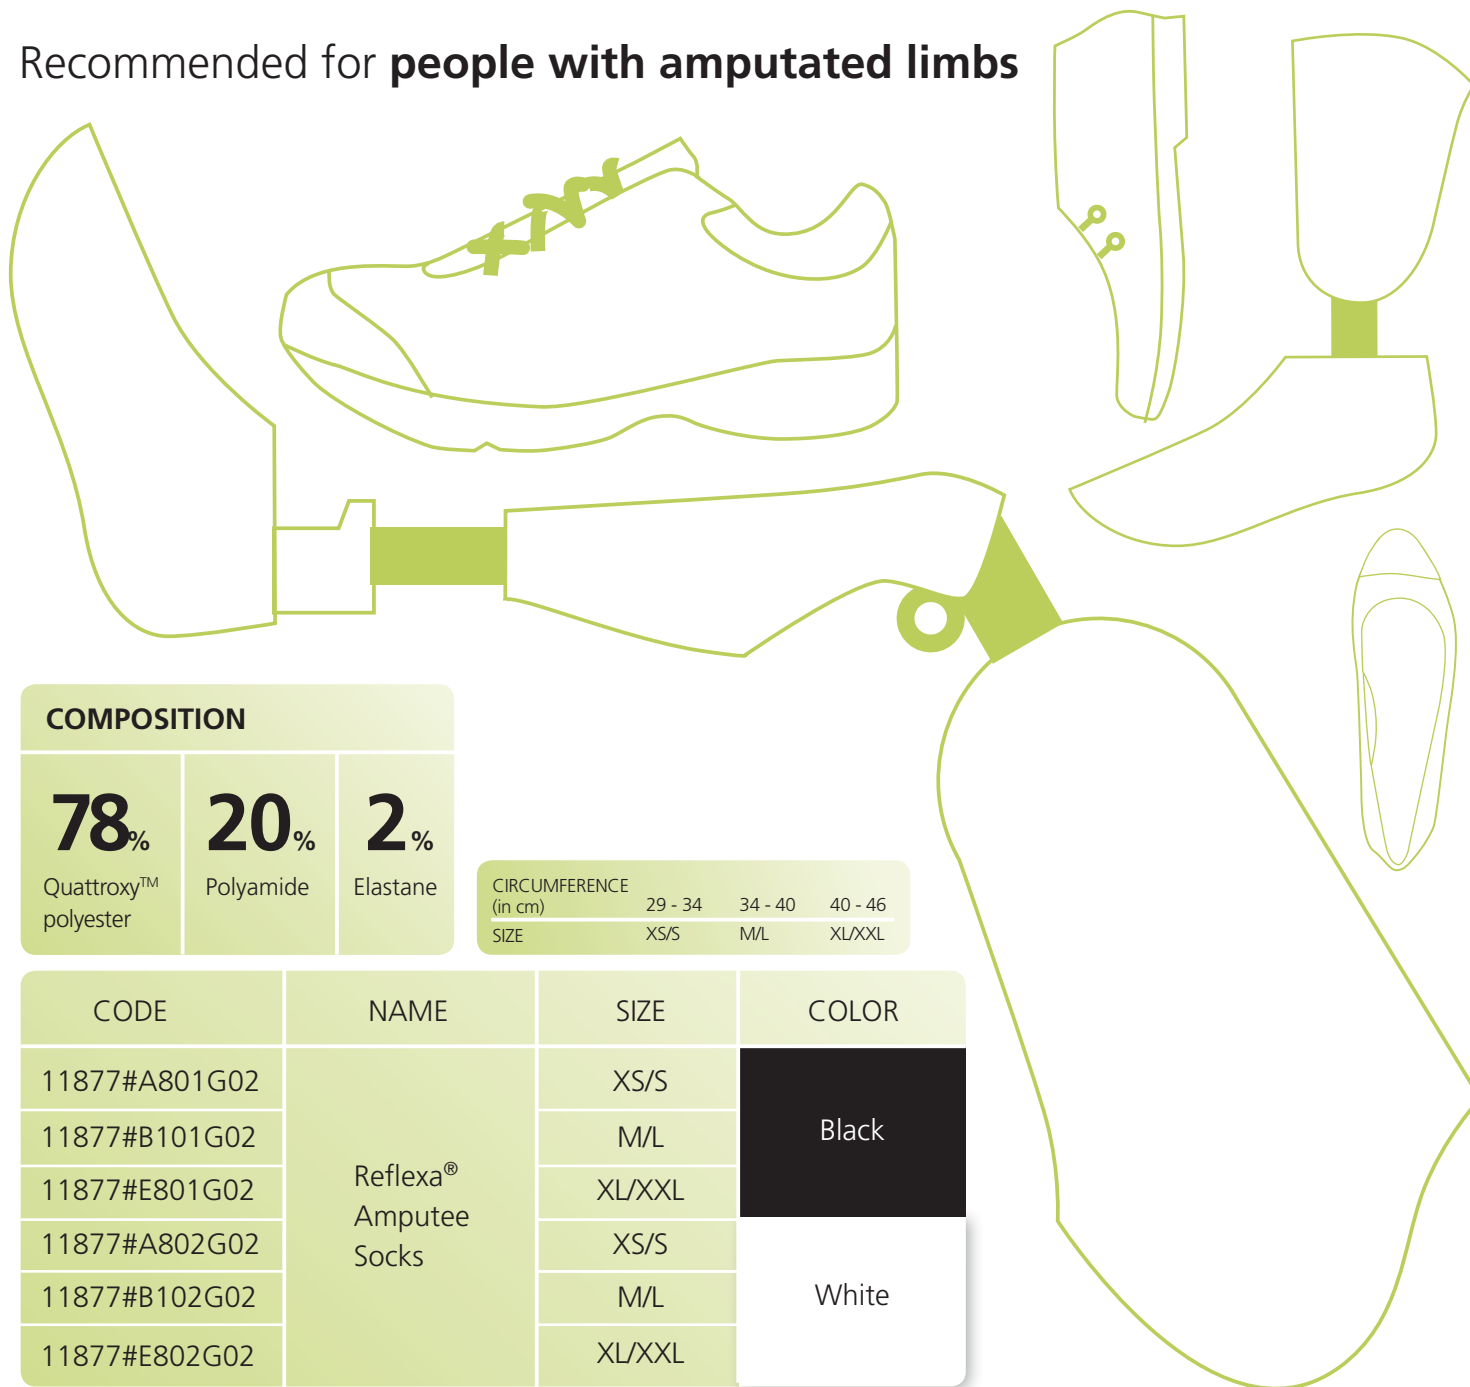 Recommended for people with amputated limbs
COMPOSITION
78% 20% 2%
Quattroxy™ Polyamide Elastane
polyester
CIRCUMFERENCE
(in cm) 29 - 34 34 - 40 40 - 46
SIZE XS/S M/L XL/XXL
CODE NAME SIZE COLOR
11877#A801G02 XS/S
11877#B101G02 M/L Black
11877#E801G02 XL/XXL
Reflexa®
Amputee
Socks
11877#A802G02 XS/S
11877#B102G02 M/L White
11877#E802G02 XL/XXL